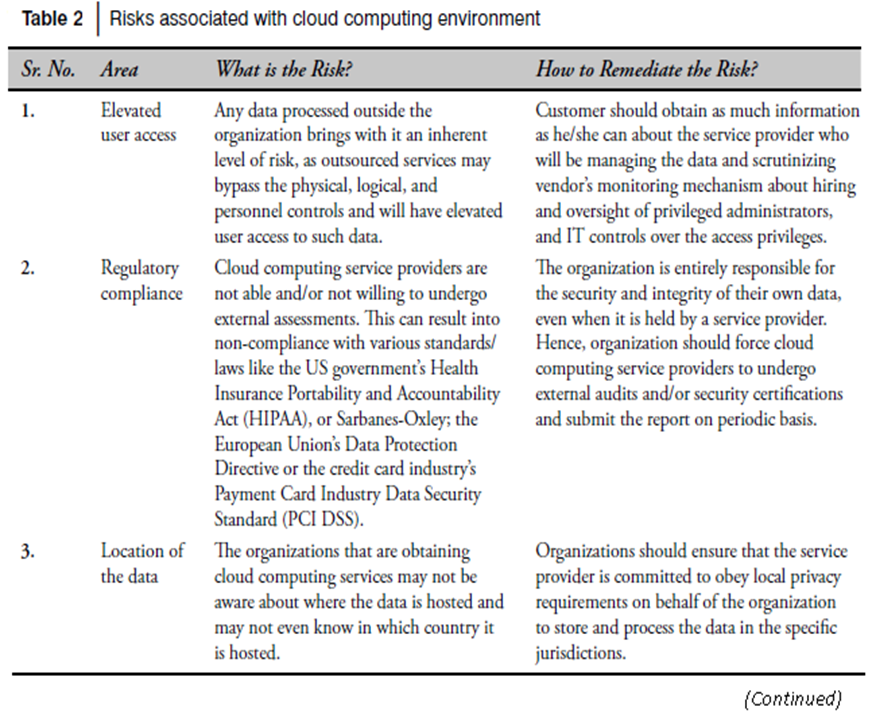 Table 2 Risks associated with cloud computing environment
Sr. No. Area What is the Risk? How to Remediate the Risk?
1. Elevated user access
Any data processed outside the
organization brings with it an inherent
level of risk, as outsourced services may
bypass the physical, logical, and
personnel controls and will have elevated
user access to such data.
Customer should obtain as much information
as he/she can about the service provider who
will be managing the data and scrutinizing
vendor's monitoring mechanism about hiring
and oversight of privileged administrators,
and IT controls over the access privileges.
2. Regulatory compliance
Cloud computing service providers are
not able and/or not willing to undergo
external assessments. This can result into
non-compliance with various standards/
laws like the US government's Health
Insurance Portability and Accountability
Act (HIPAA), or Sarbanes-Oxley; the
European Union's Data Protection
Directive or the credit card industry's
Payment Card Industry Data Security
Standard (PCI DSS).
The organization is entirely responsible for
the security and integrity of their own data,
even when it is held by a service provider.
Hence, organization should force cloud
computing service providers to undergo
external audits and/or security certifications
and submit the report on periodic basis.
3. Location of the data
The organizations that are obtaining
cloud computing services may not be
aware about where the data is hosted and
may not even know in which country it
is hosted.
Organizations should ensure that the service
provider is committed to obey local privacy
requirements on behalf of the organization
to store and process the data in the specific
jurisdictions.
(Continued)